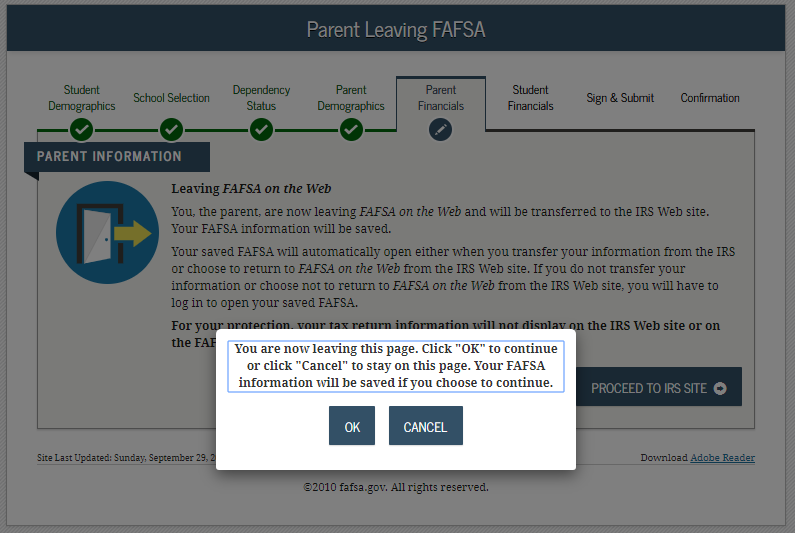 Parent Leaving FAFSA
Student
Demographics
School Selection
Dependency
Status
Parent
Demographics
Parent
Financials
Student
Financials
Sign & Submit
Confirmation
PARENT INFORMATION
Leaving FAFSA on the Web
You, the parent, are now leaving FAFSA on the Web and will be transferred to the IRS Web site.
Your FAFSA information will be saved.
Your saved FAFSA will automatically open either when you transfer your information from the IRS
or choose to return to FAFSA on the Web from the IRS Web site. If you do not transfer your
information or choose not to return to FAFSA on the Web from the IRS Web site, you will have to
log in to open your saved FAFSA.
For your protection, your tax return information will not display on the IRS Web site or on
the FAF
You are now leaving this page. Click "OK" to continue
or click "Cancel" to stay on this page. Your FAFSA
information will be saved if you choose to continue.
OK
CANCEL
PROCEED TO IRS SITE
Site Last Updated: Sunday, September 29, 2
Download Adobe Reader
©2010 fafsa.gov. All rights reserved.